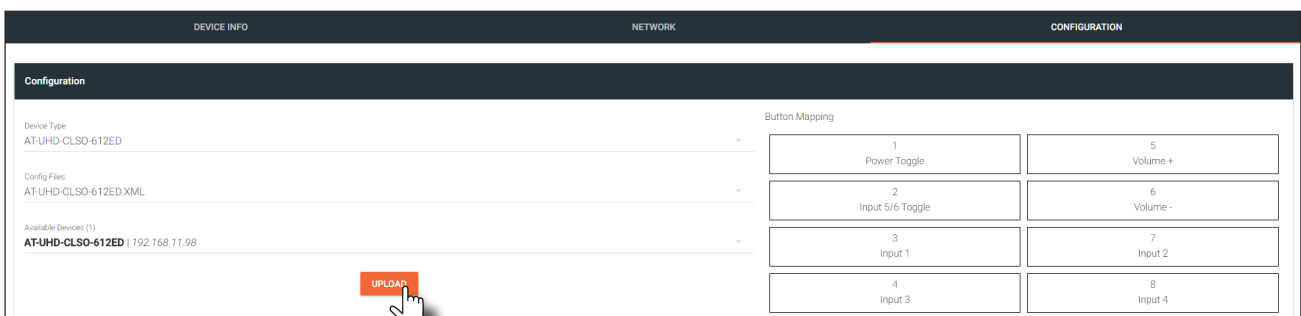 DEVICE INFO
NETWORK
CONFIGURATION
Configuration
Device Type
AT-UHD-CLSO-612ED
Config Files
AT-UHD-CLSO-612ED.XML
Available Devices (1)
AT-UHD-CLSO-612ED | 192.168.11.98
UPLOAD
Button Mapping
1
Power Toggle
5
Volume +
2
Input 5/6 Toggle
6
Volume -
3
Input 1
7
Input 2
4
Input 3
8
Input 4